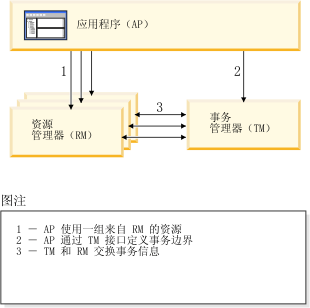 应用程序（AP）
1
2
3
资源
管理器（RM）
事务
管理器（TM）
图注
1 — AP 使用一组来自 RM 的资源
2 — AP 通过 TM 接口定义事务边界
3 — TM 和 RM 交换事务信息